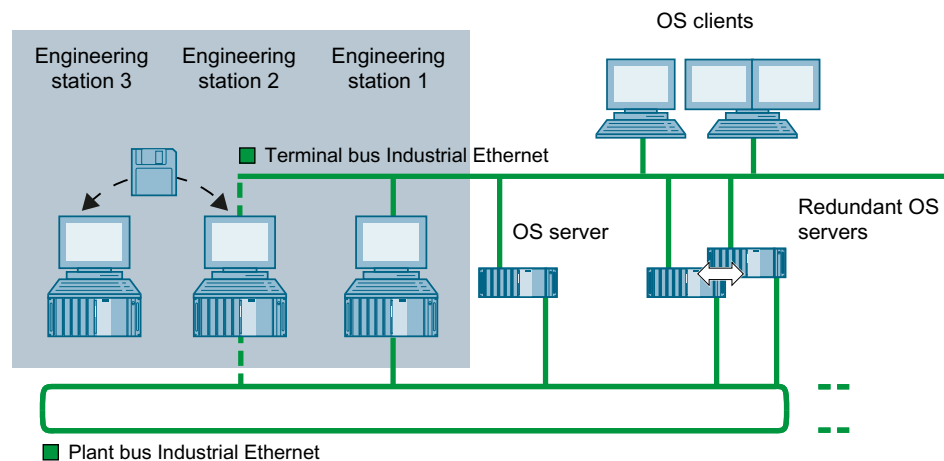 OS clients
Engineering
station 3
Engineering
station 2
Engineering
station 1
Terminal bus Industrial Ethernet
OS server
Redundant OS
servers
Plant bus Industrial Ethernet